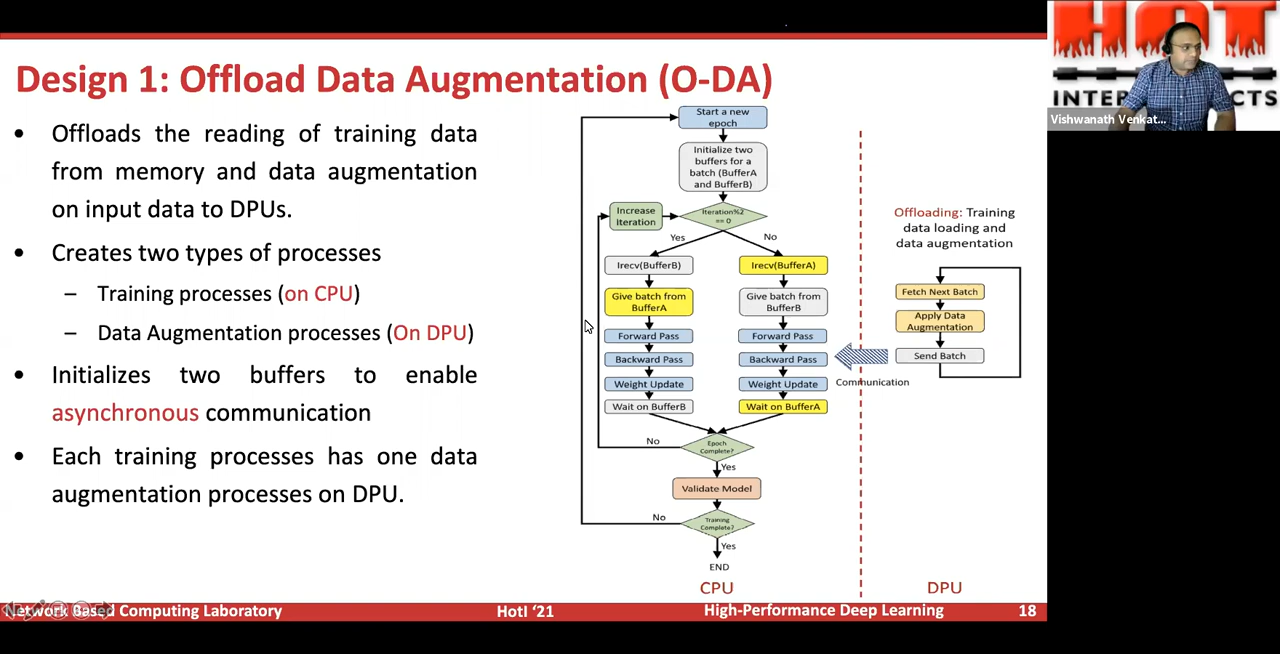 HOT
INTERCTS
Vishwanath Venkat...
Design 1: Offload Data Augmentation (O-DA)
• Offloads the reading of training data
from memory and data augmentation
on input data to DPUs.
• Creates two types of processes
– Training processes (on CPU)
– Data Augmentation processes (On DPU)
• Initializes two buffers to enable
asynchronous communication
• Each training processes has one data
augmentation processes on DPU.
Start a new
epoch
Initialize two
buffers for a
batch (BufferA
and BufferB)
Increase
Iteration
Iteration%2
== 0
Yes
No
Irecv(BufferB)
Give batch from
BufferA
Forward Pass
Backward Pass
Weight Update
Wait on BufferB
Irecv(BufferA)
Give batch from
BufferB
Forward Pass
Backward Pass
Weight Update
Wait on BufferA
Epoch
Complete?
No
Yes
Validate Model
Training
Complete?
No
Yes
END
CPU
Offloading: Training
data loading and
data augmentation
Fetch Next Batch
Apply Data
Augmentation
Send Batch
Communication
DPU
Network Based Computing Laboratory
HotI ‘21
High-Performance Deep Learning
18